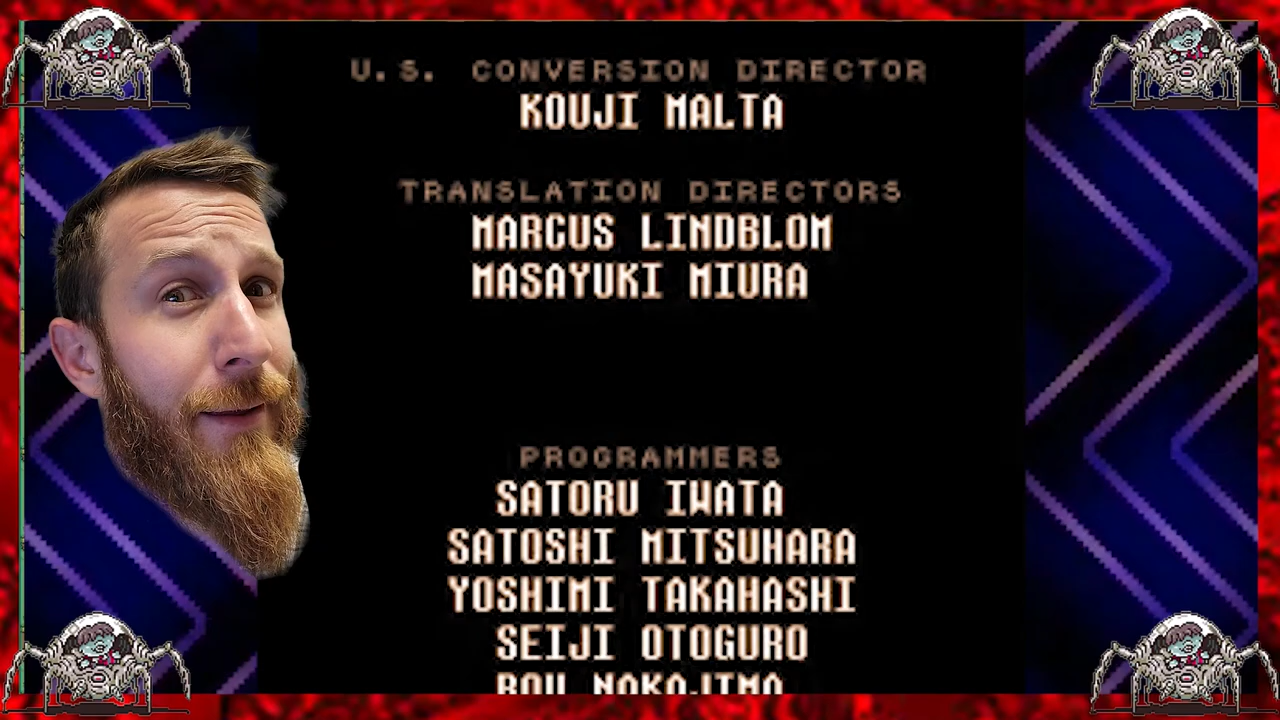 U.S. CONVERSION DIRECTOR
KOUJI MALTA
TRANSLATION DIRECTORS
MARCUS LINDBLOM
MASAYUKI MIURA
PROGRAMMERS
SATORU IWATA
SATOSHI MITSUHARA
YOSHIMI TAKAHASHI
SEIJI OTOGURO
NAKAJIMA